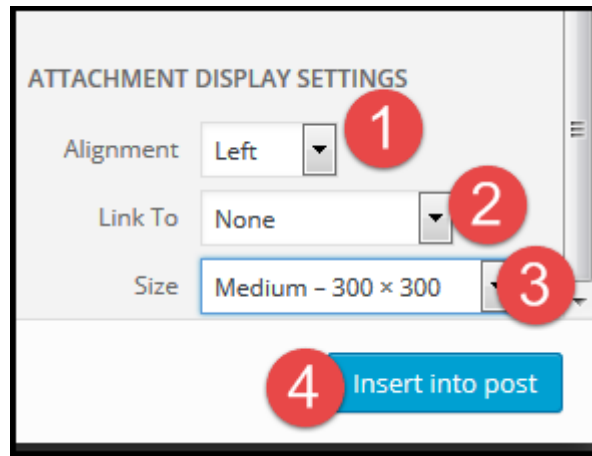 ATTACHMENT DISPLAY SETTINGS
Alignment Left 1
Link To None 2
Size Medium – 300 × 300 3
4 Insert into post